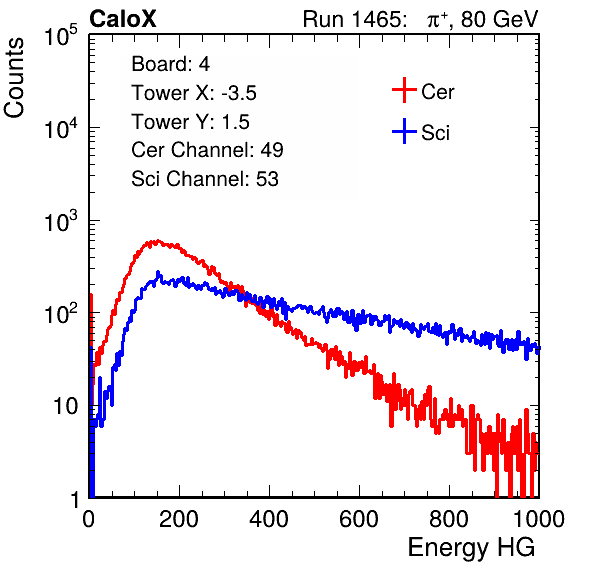 CaloX Run 1465: π⁺, 80 GeV
Counts
Board: 4
Tower X: -3.5
Tower Y: 1.5
Cer Channel: 49
Sci Channel: 53
Cer
Sci
10⁵
10⁴
10³
10²
10
1
0 200 400 600 800 1000
Energy HG